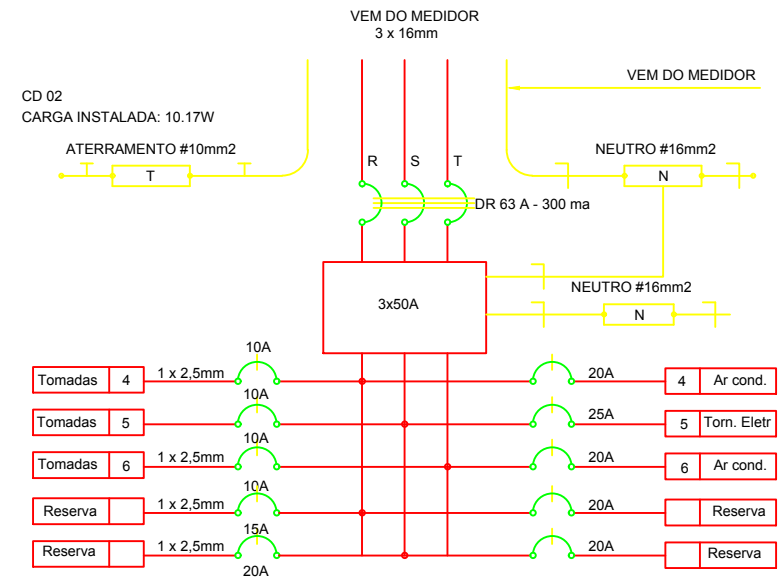 VEM DO MEDIDOR
3 x 16mm
VEM DO MEDIDOR
CD 02
CARGA INSTALADA: 10.17W
ATERRAMENTO #10mm2
T
R
S
T
NEUTRO #16mm2
N
DR 63 A - 300 ma
3x50A
NEUTRO #16mm2
N
10A
Tomadas 4
1 x 2,5mm
20A
4 Ar cond.
10A
Tomadas 5
1 x 2,5mm
25A
5 Torn. Eletr
10A
Tomadas 6
1 x 2,5mm
20A
6 Ar cond.
10A
Reserva
1 x 2,5mm
20A
Reserva
15A
Reserva
1 x 2,5mm
20A
Reserva
20A